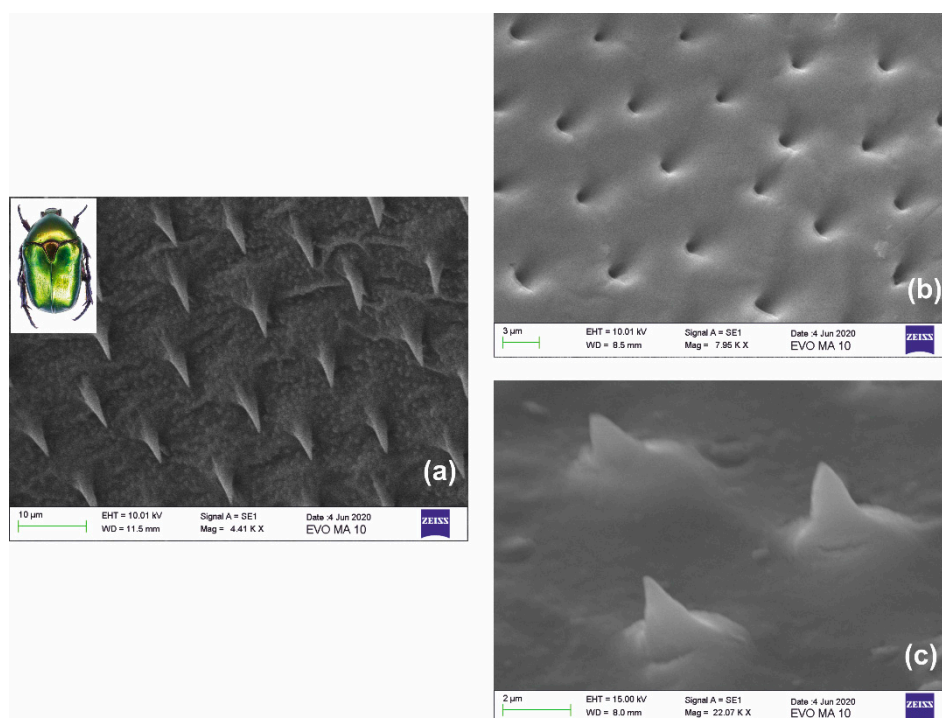 (a)
10 µm
EHT = 10.01 kV
WD = 11.5 mm
Signal A = SE1
Mag = 4.41 K X
Date :4 Jun 2020
EVO MA 10
ZEISS
(b)
3 µm
EHT = 10.01 kV
WD = 8.5 mm
Signal A = SE1
Mag = 7.95 K X
Date :4 Jun 2020
EVO MA 10
ZEISS
(c)
2 µm
EHT = 15.00 kV
WD = 8.0 mm
Signal A = SE1
Mag = 22.07 K X
Date :4 Jun 2020
EVO MA 10
ZEISS